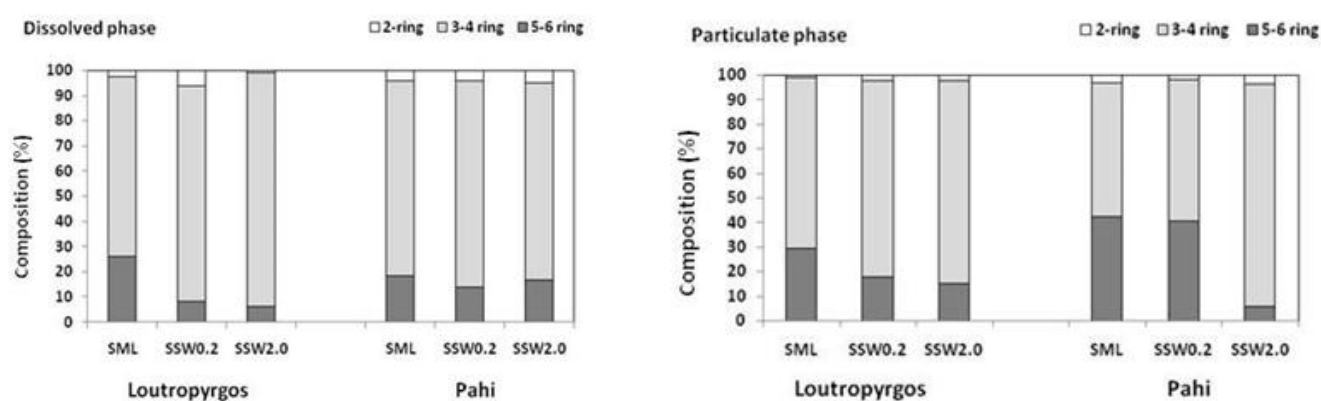 Dissolved phase
2-ring 3-4 ring 5-6 ring
Composition (%)
100
90
80
70
60
50
40
30
20
10
0
SML SSW0.2 SSW2.0 SML SSW0.2 SSW2.0
Loutropyrgos Pahi
Particulate phase
2-ring 3-4 ring 5-6 ring
Composition (%)
100
90
80
70
60
50
40
30
20
10
0
SML SSW0.2 SSW2.0 SML SSW0.2 SSW2.0
Loutropyrgos Pahi